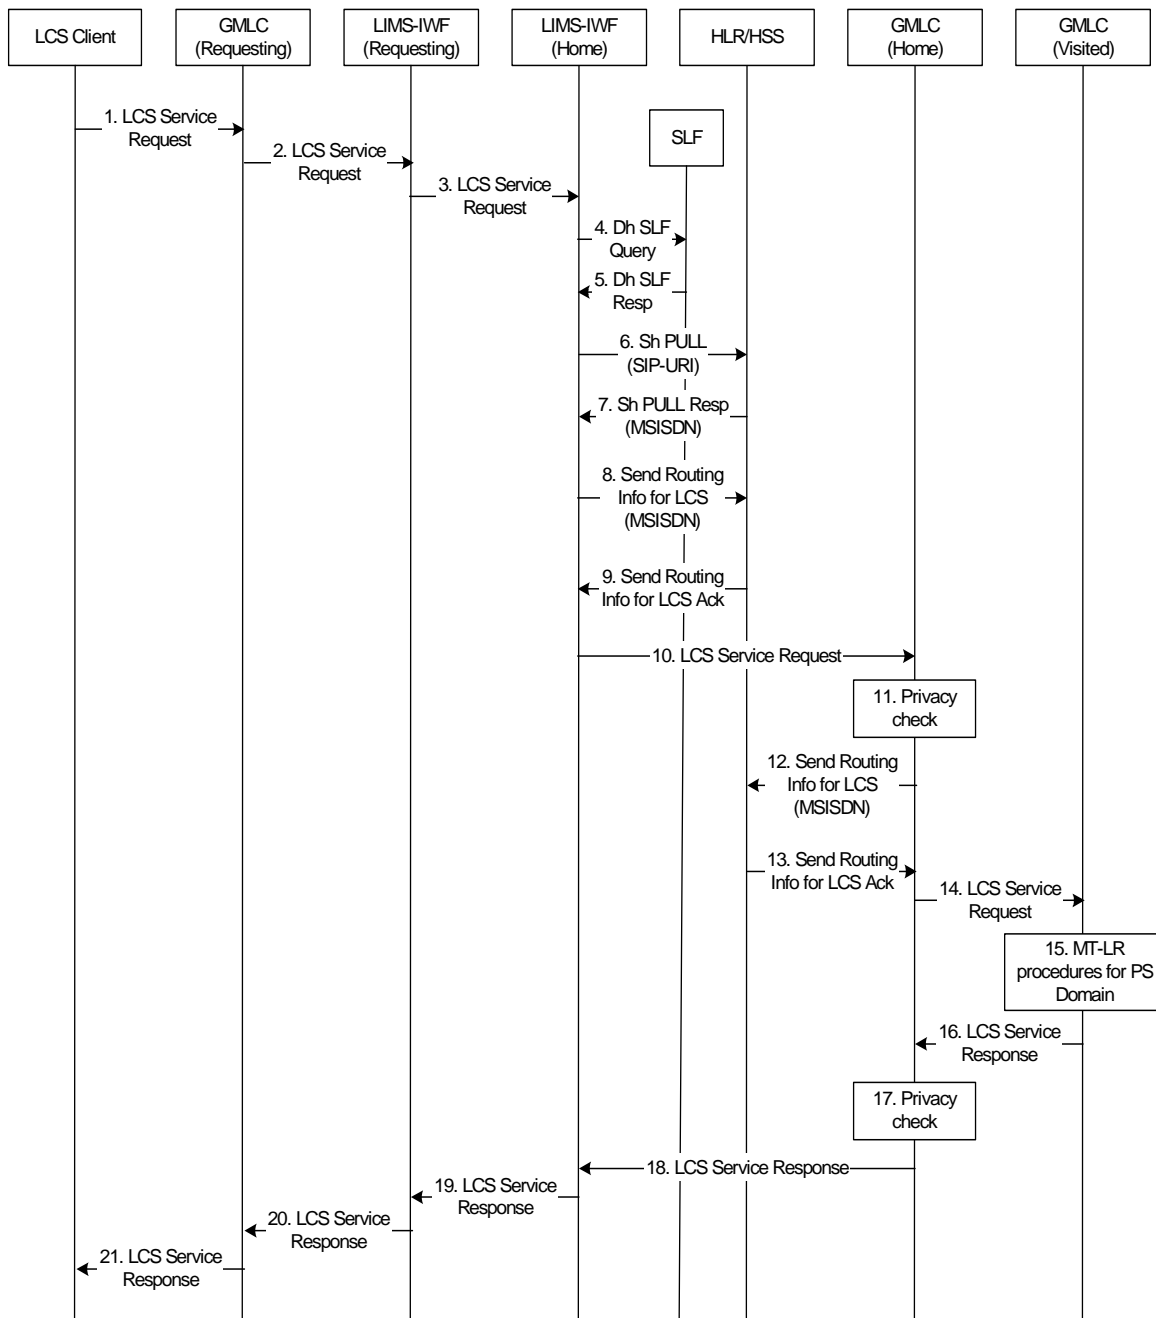 LCS Client
GMLC
(Requesting)
LIMS-IWF
(Requesting)
LIMS-IWF
(Home)
HLR/HSS
GMLC
(Home)
GMLC
(Visited)
1. LCS Service
Request
SLF
2. LCS Service
Request
3. LCS Service
Request
4. Dh SLF
Query
5. Dh SLF
Resp
6. Sh PULL
(SIP-URI)
7. Sh PULL Resp
(MSISDN)
8. Send Routing
Info for LCS
(MSISDN)
9. Send Routing
Info for LCS Ack
10. LCS Service Request
11. Privacy
check
12. Send Routing
Info for LCS
(MSISDN)
13. Send Routing
Info for LCS Ack
14. LCS Service
Request
15. MT-LR
procedures for PS
Domain
16. LCS Service
Response
17. Privacy
check
18. LCS Service Response
19. LCS Service
Response
20. LCS Service
Response
21. LCS Service
Response